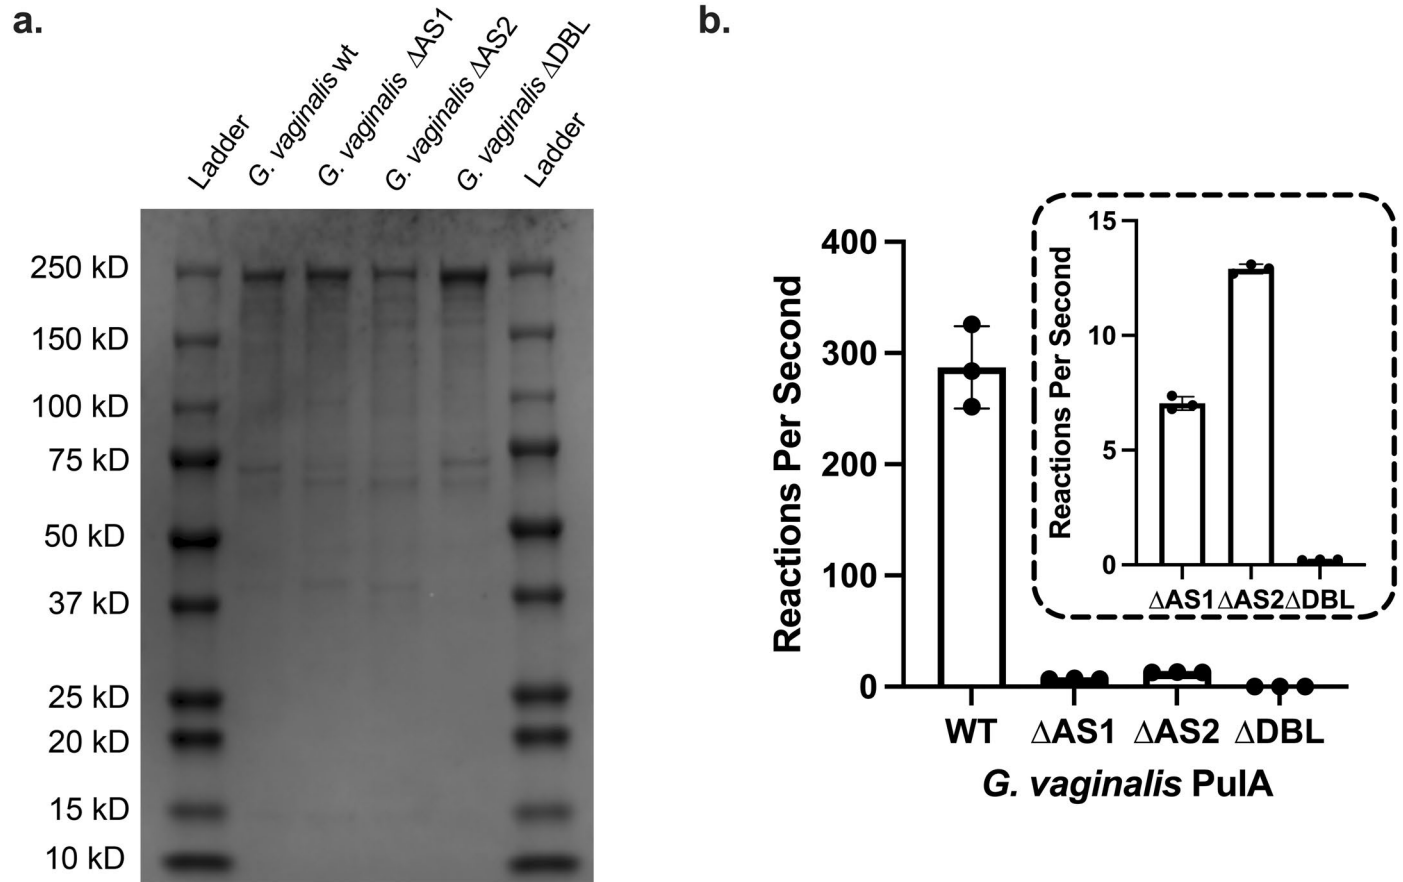 a.
Ladder
G. vaginalis wt
G. vaginalis ΔAS1
G. vaginalis ΔAS2
G. vaginalis ΔDBL
Ladder
250 kD
150 kD
100 kD
75 kD
50 kD
37 kD
25 kD
20 kD
15 kD
10 kD
b.
Reactions Per Second
400
300
200
100
0
WT ΔAS1 ΔAS2 ΔDBL
G. vaginalis PulA
Reactions Per Second
15
10
5
0
ΔAS1 ΔAS2 ΔDBL